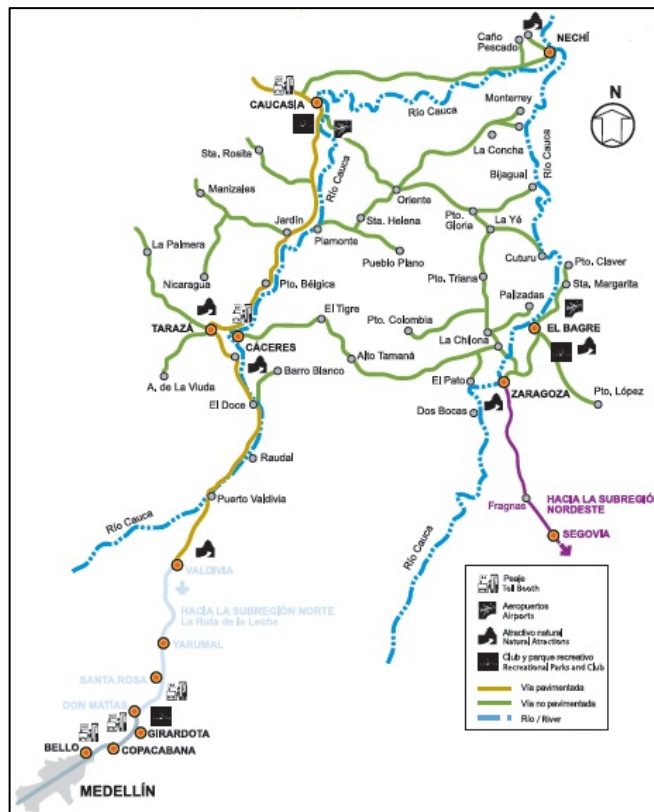 Caño
Pescado
NECHÍ
N
CAUCASIA
Río Cauca
Monterrey
La Concha
Río Cauca
Sta. Rosita
Río Cauca
Bijagual
Manizales
Oriente
Jardín
Sta. Helena
Pto.
Gloria
La Yé
Piamonte
La Palmera
Pueblo Plano
Cuturu
Pto. Claver
Nicaragua
Pto. Bélgica
Pto. Triana
Sta. Margarita
Palizadas
El Tigre
TARAZÁ
Pto. Colombia
EL BAGRE
CÁCERES
La Chilona
Alto Tamaná
Barro Blanco
El Pato
ZARAGOZA
A. de La Viuda
Pto. López
El Doce
Dos Bocas
Raudal
Puerto Valdivia
Fragnas
HACIA LA SUBREGIÓN
NORDESTE
Río Cauca
SEGOVIA
Río Cauca
VALDIVIA
HACIA LA SUBREGIÓN NORTE
La Ruta de la Leche
YARUMAL
SANTA ROSA
DON MATÍAS
GIRARDOTA
BELLO
COPACABANA
MEDELLÍN
Peaje
Toll Booth
Aeropuertos
Airports
Atractivo natural
Natural Atractions
Club y parque recreativo
Recreational Parks and Club
Vía pavimentada
Vía no pavimentada
Río / River